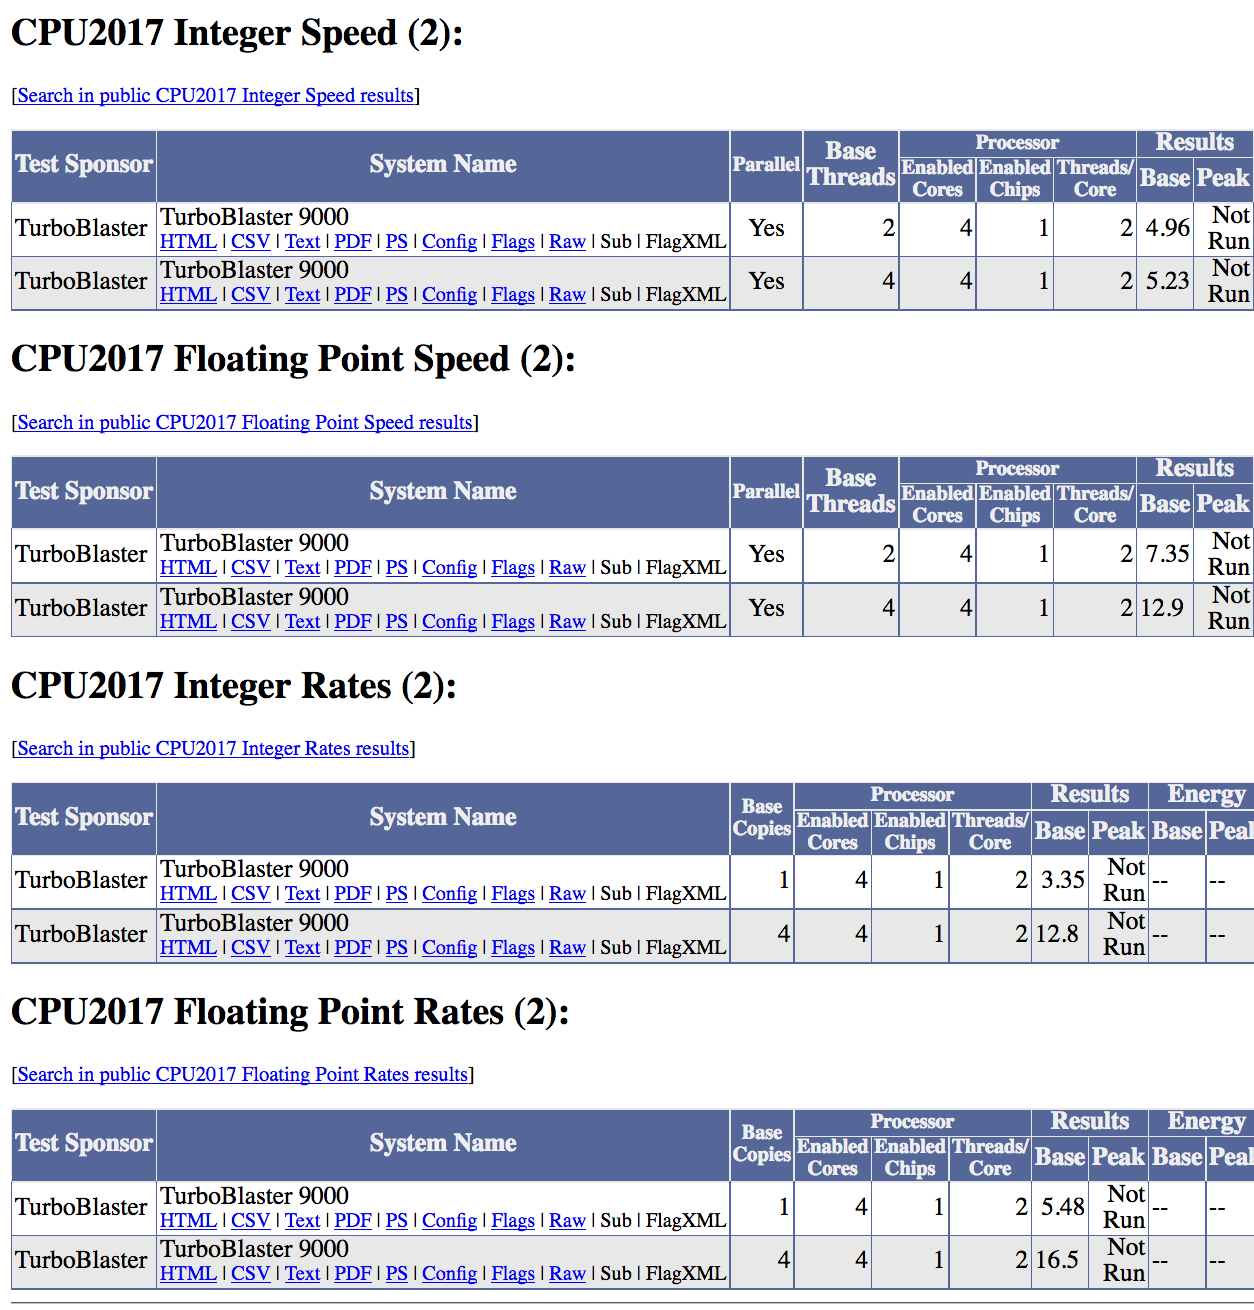 CPU2017 Integer Speed (2):
[Search in public CPU2017 Integer Speed results]
Test Sponsor System Name Parallel Base Threads Processor Results
Enabled Cores Enabled Chips Threads/ Core Base Peak
TurboBlaster TurboBlaster 9000 Yes 2 4 1 2 4.96 Not Run
HTML | CSV | Text | PDF | PS | Config | Flags | Raw | Sub | FlagXML
TurboBlaster TurboBlaster 9000 Yes 4 4 1 2 5.23 Not Run
HTML | CSV | Text | PDF | PS | Config | Flags | Raw | Sub | FlagXML
CPU2017 Floating Point Speed (2):
[Search in public CPU2017 Floating Point Speed results]
Test Sponsor System Name Parallel Base Threads Processor Results
Enabled Cores Enabled Chips Threads/ Core Base Peak
TurboBlaster TurboBlaster 9000 Yes 2 4 1 2 7.35 Not Run
HTML | CSV | Text | PDF | PS | Config | Flags | Raw | Sub | FlagXML
TurboBlaster TurboBlaster 9000 Yes 4 4 1 2 12.9 Not Run
HTML | CSV | Text | PDF | PS | Config | Flags | Raw | Sub | FlagXML
CPU2017 Integer Rates (2):
[Search in public CPU2017 Integer Rates results]
Test Sponsor System Name Base Copies Processor Results Energy
Enabled Cores Enabled Chips Threads/ Core Base Peak Base Peal
TurboBlaster TurboBlaster 9000 1 4 1 2 3.35 Not Run -- --
HTML | CSV | Text | PDF | PS | Config | Flags | Raw | Sub | FlagXML
TurboBlaster TurboBlaster 9000 4 4 1 2 12.8 Not Run -- --
HTML | CSV | Text | PDF | PS | Config | Flags | Raw | Sub | FlagXML
CPU2017 Floating Point Rates (2):
[Search in public CPU2017 Floating Point Rates results]
Test Sponsor System Name Base Copies Processor Results Energy
Enabled Cores Enabled Chips Threads/ Core Base Peak Base Peal
TurboBlaster TurboBlaster 9000 1 4 1 2 5.48 Not Run -- --
HTML | CSV | Text | PDF | PS | Config | Flags | Raw | Sub | FlagXML
TurboBlaster TurboBlaster 9000 4 4 1 2 16.5 Not Run -- --
HTML | CSV | Text | PDF | PS | Config | Flags | Raw | Sub | FlagXML